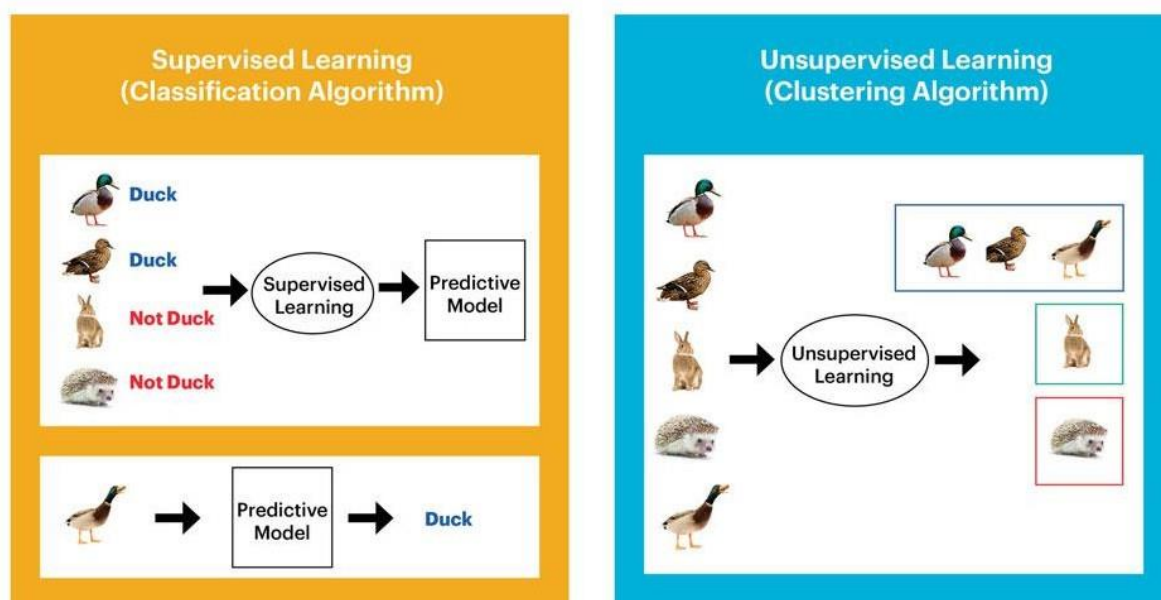 Supervised Learning
(Classification Algorithm)
Duck
Duck
Not Duck
Not Duck
Supervised
Learning
Predictive
Model
Predictive
Model
Duck
Unsupervised Learning
(Clustering Algorithm)
Unsupervised
Learning